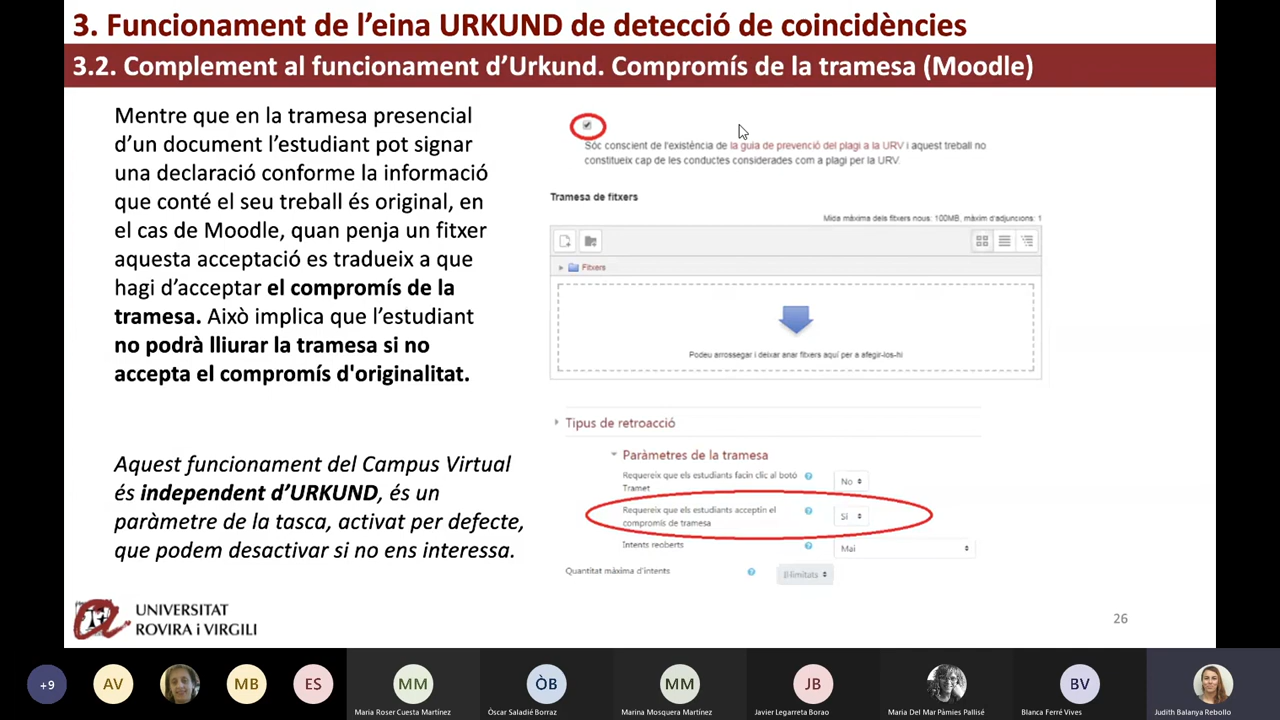 3. Funcionament de l’eina URKUND de detecció de coincidències
3.2. Complement al funcionament d’Urkund. Compromís de la tramesa (Moodle)
Mentre que en la tramesa presencial
d’un document l’estudiant pot signar
una declaració conforme la informació
que conté el seu treball és original, en
el cas de Moodle, quan penja un fitxer
aquesta acceptació es tradueix a que
hagi d’acceptar el compromís de la
tramesa. Això implica que l’estudiant
no podrà lliurar la tramesa si no
accepta el compromís d'originalitat.
Aquest funcionament del Campus Virtual
és independent d’URKUND, és un
paràmetre de la tasca, activat per defecte,
que podem desactivar si no ens interessa.
Sóc conscient de l'existència de la guia de prevenció del plagi a la URV i aquest treball no
constitueix cap de les conductes considerades com a plagi per la URV.
Tramesa de fitxers
Mida màxima dels fitxers nous: 100MB, màxim d'adjuncions: 1
Fitxers
Podeu arrossegar i deixar anar fitxers aquí per a afegir-los-hi
Tipus de retroacció
Paràmetres de la tramesa
Requereix que els estudiants facin clic al botó
Tramet
No
Requereix que els estudiants acceptin el
compromís de tramesa
Sí
Intents reoberts
Mai
Quantitat màxima d'intents
Il·limitats
UNIVERSITAT
ROVIRA i VIRGILI
26
+9
AV
MB
ES
MM
ÒB
MM
JB
BV
Maria Roser Cuesta Martínez
Òscar Saladié Borraz
Marina Mosquera Martínez
Javier Legarreta Borao
Maria Del Mar Pàmies Pallisé
Blanca Ferré Vives
Judith Balanya Rebollo